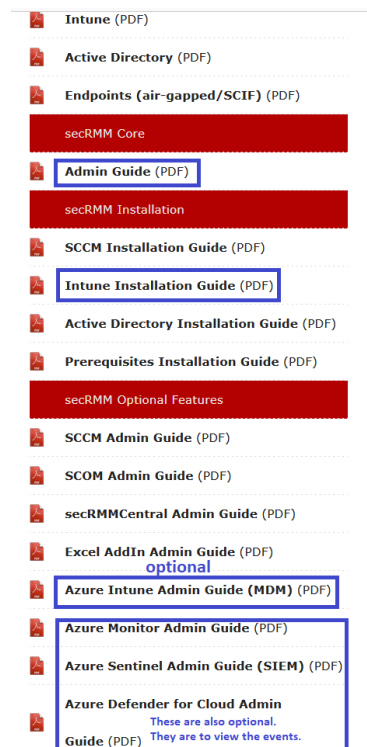 Intune (PDF)
Active Directory (PDF)
Endpoints (air-gapped/SCIF) (PDF)
secRMM Core
Admin Guide (PDF)
secRMM Installation
SCCM Installation Guide (PDF)
Intune Installation Guide (PDF)
Active Directory Installation Guide (PDF)
Prerequisites Installation Guide (PDF)
secRMM Optional Features
SCCM Admin Guide (PDF)
SCOM Admin Guide (PDF)
secRMMCentral Admin Guide (PDF)
Excel AddIn Admin Guide (PDF)
optional
Azure Intune Admin Guide (MDM) (PDF)
Azure Monitor Admin Guide (PDF)
Azure Sentinel Admin Guide (SIEM) (PDF)
Azure Defender for Cloud Admin
Guide (PDF)
These are also optional.
They are to view the events.